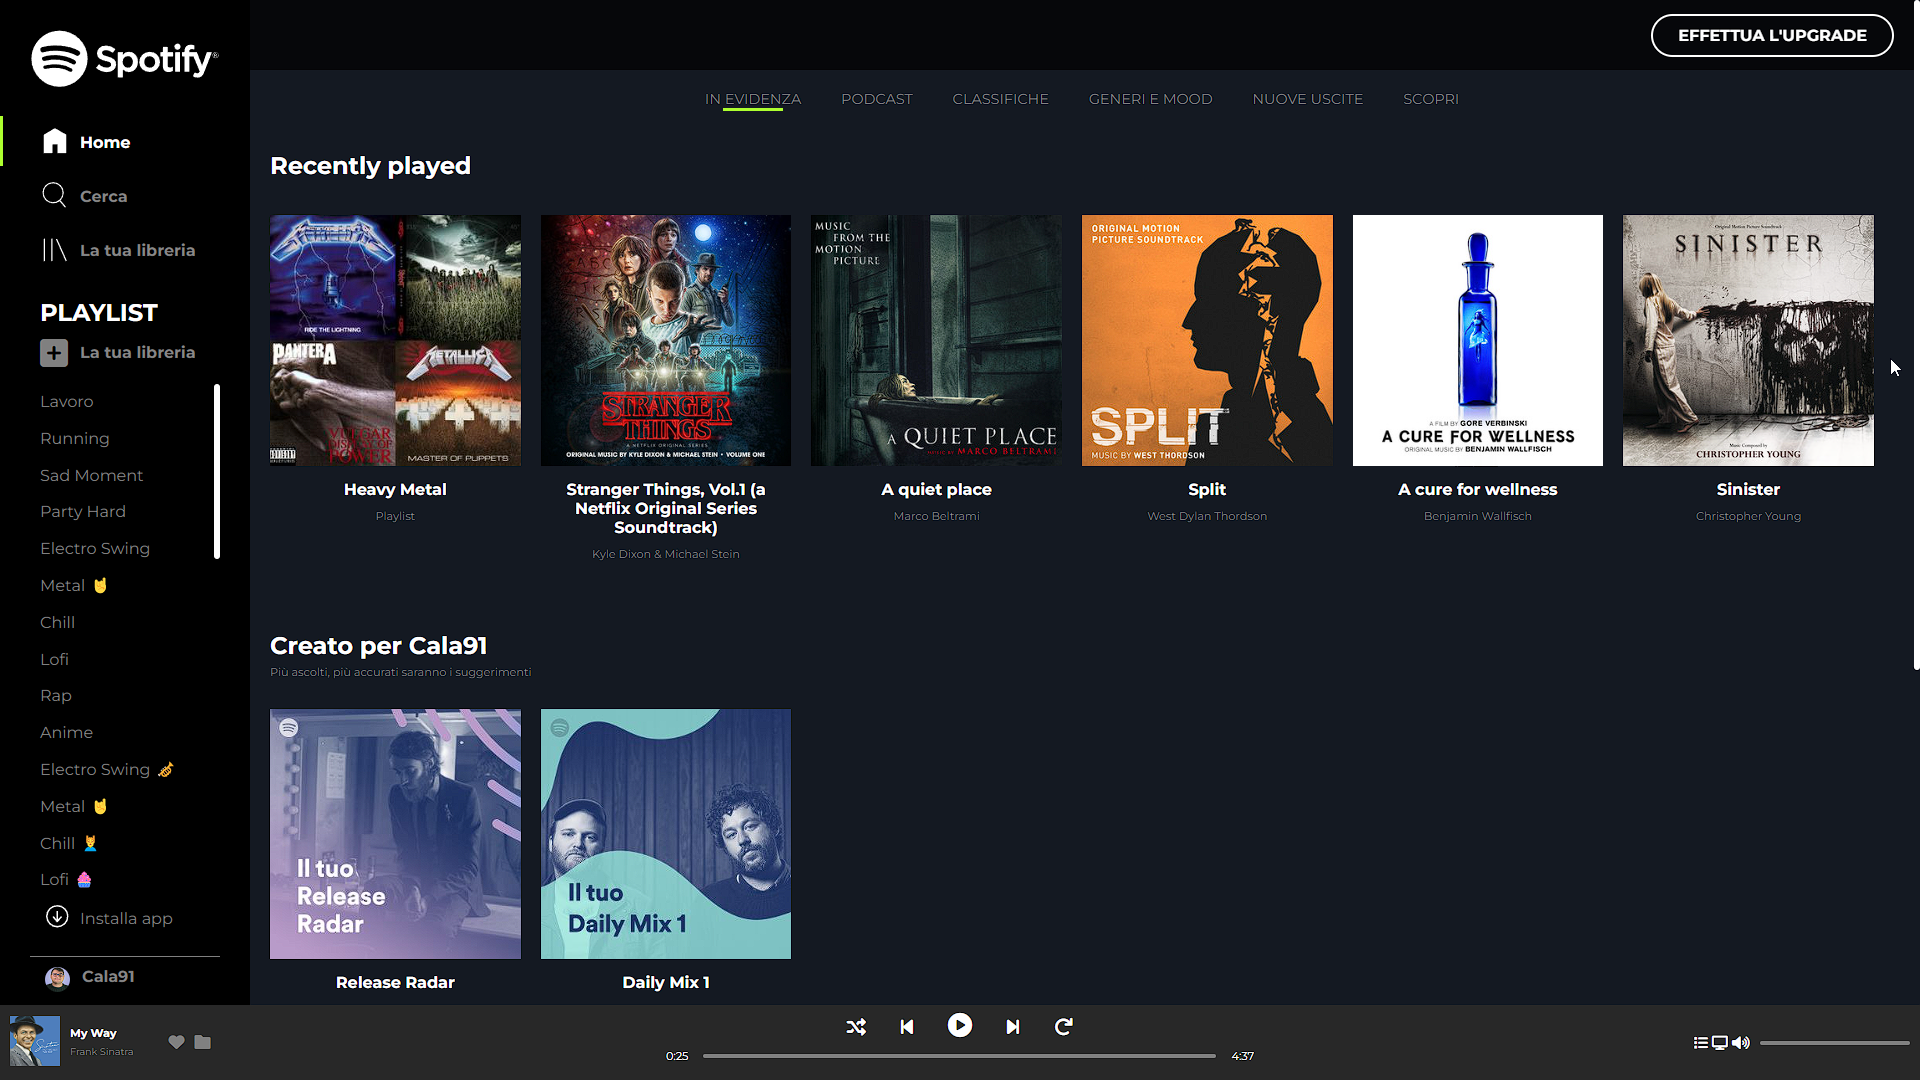 Spotify®
Home
Cerca
La tua libreria
PLAYLIST
La tua libreria
Lavoro
Running
Sad Moment
Party Hard
Electro Swing
Metal 🤘
Chill
Lofi
Rap
Anime
Electro Swing 🎺
Metal 🤘
Chill 💆‍♂️
Lofi 🧁
Installa app
Cala91
EFFETTUA L'UPGRADE
IN EVIDENZA
PODCAST
CLASSIFICHE
GENERI E MOOD
NUOVE USCITE
SCOPRI
Recently played
METALLICA
RIDE THE LIGHTNING
PANTERA
VULGAR
DISPLAY OF
POWER
METALLICA
MASTER OF PUPPETS
Heavy Metal
Playlist
STRANGER
THINGS
A NETFLIX ORIGINAL SERIES
ORIGINAL MUSIC BY KYLE DIXON & MICHAEL STEIN • VOLUME ONE
Stranger Things, Vol.1 (a
Netflix Original Series
Soundtrack)
Kyle Dixon & Michael Stein
MUSIC
FROM THE
MOTION
PICTURE
A QUIET PLACE
MUSIC BY MARCO BELTRAMI
A quiet place
Marco Beltrami
ORIGINAL MOTION
PICTURE SOUNDTRACK
SPLIT
MUSIC BY WEST THORDSON
Split
West Dylan Thordson
A FILM BY GORE VERBINSKI
A CURE FOR WELLNESS
ORIGINAL MUSIC BY BENJAMIN WALLFISCH
A cure for wellness
Benjamin Wallfisch
Original Motion Picture Soundtrack
SINISTER
Music Composed by
CHRISTOPHER YOUNG
Sinister
Christopher Young
Creato per Cala91
Più ascolti, più accurati saranno i suggerimenti
Il tuo
Release
Radar
Release Radar
Il tuo
Daily Mix 1
Daily Mix 1
My Way
Frank Sinatra
0:25
4:37